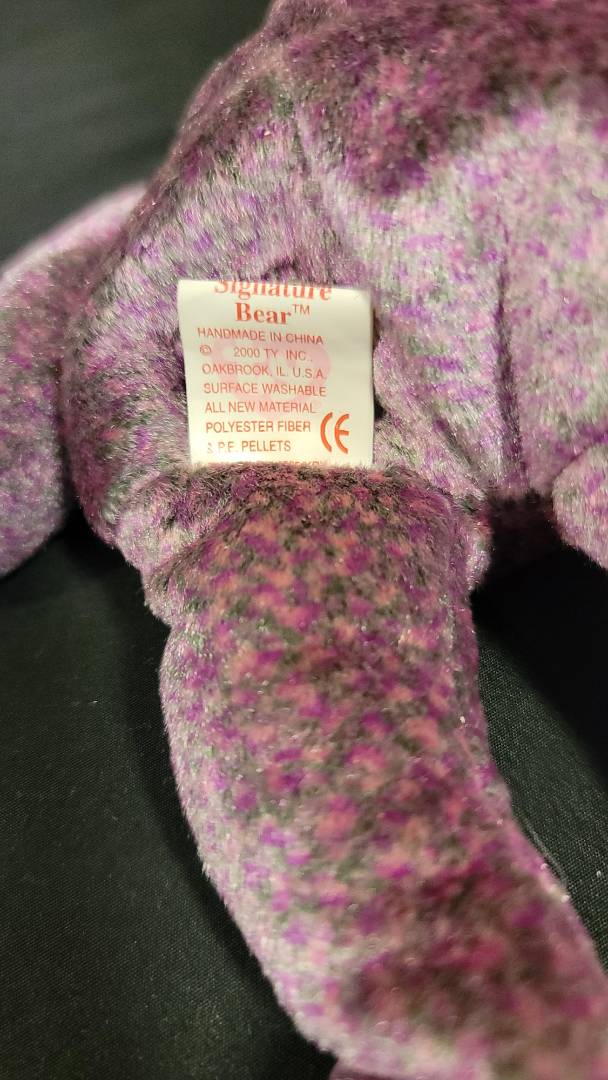 Signature
Bear™
HANDMADE IN CHINA
© 2000 TY INC.,
OAKBROOK, IL. U.S.A.
SURFACE WASHABLE
ALL NEW MATERIAL
POLYESTER FIBER
& P.E. PELLETS
CE